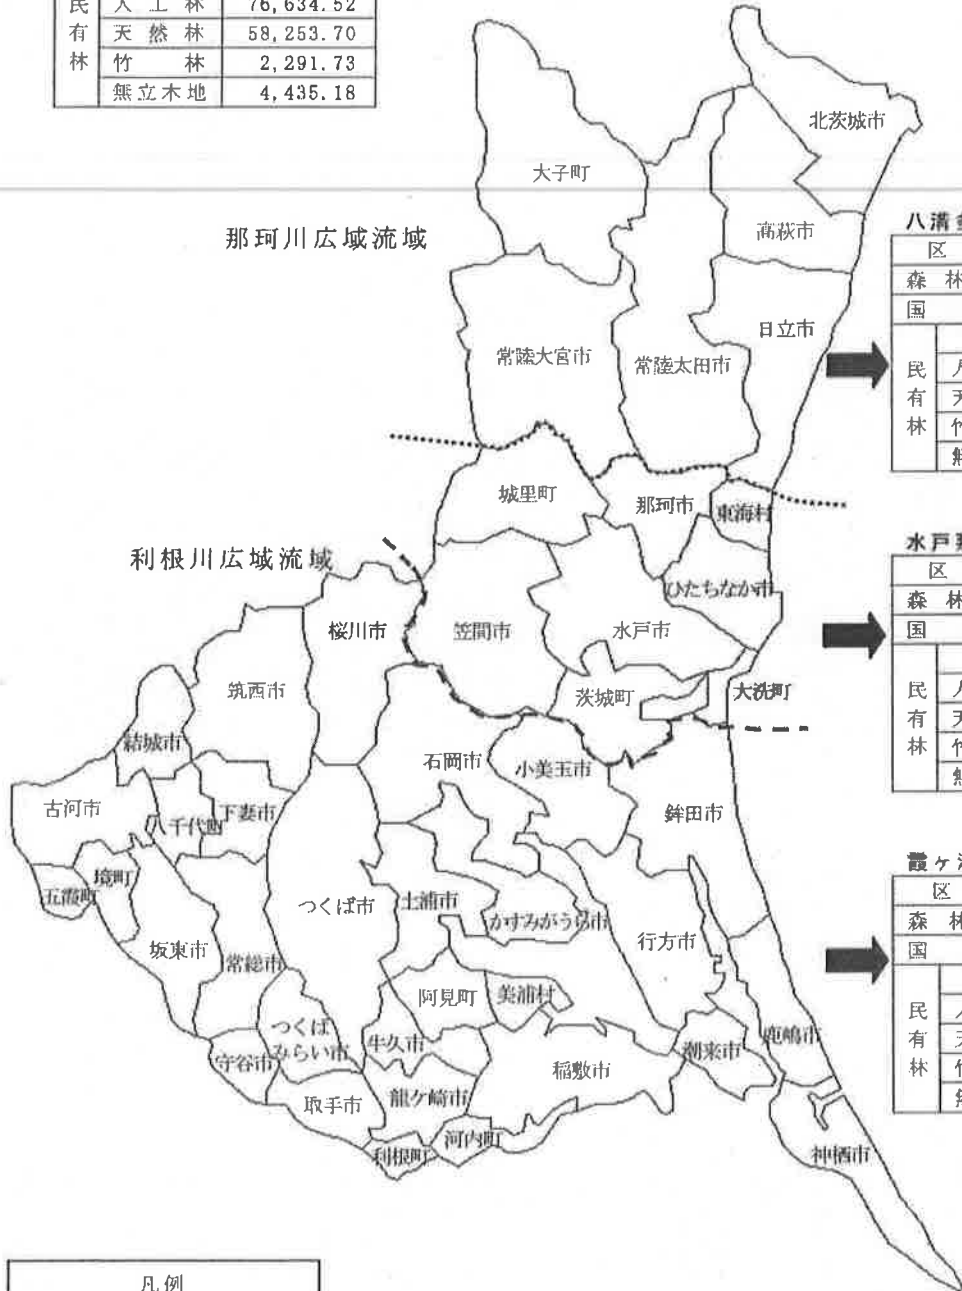 民 人工林 76,634.52
有 天然林 58,253.70
林 竹林 2,291.73
無立木地 4,435.18
北茨城市
大子町
那珂川広域流域
高萩市
八溝
区
森林
国
日立市
常陸大宮市
常陸太田市
民
有
林
城里町
那珂市
東海村
利根川広域流域
水戸
区
ひたちなか市
森林
国
桜川市
笠間市
水戸市
筑西市
茨城町
大洗町
民
有
林
結城市
石岡市
小美玉市
古河市
八千代町
下妻市
鉾田市
霞ヶ
区
境町
五霞町
つくば市
土浦市
かすみがうら市
森林
国
坂東市
常総市
行方市
阿見町
美浦村
民
有
林
つくば
みらい市
牛久市
潮来市
鹿嶋市
守谷市
稲敷市
取手市
龍ケ崎市
河内町
利根町
神栖市
凡例